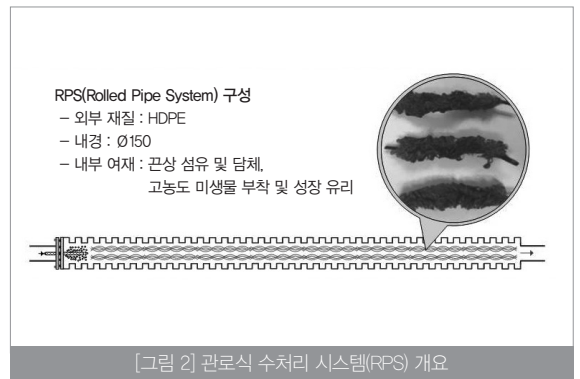 RPS(Rolled Pipe System) 구성
– 외부 재질 : HDPE
– 내경 : Ø150
– 내부 여재 : 끈상 섬유 및 담체,
고농도 미생물 부착 및 성장 유리
[그림 2] 관로식 수처리 시스템(RPS) 개요